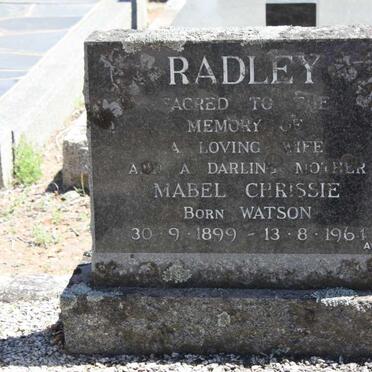 RADLEY
SACRED TO THE
MEMORY OF
A LOVING WIFE
AND A DARLING MOTHER
MABEL CHRISSIE
BORN WATSON
30·9·1899 - 13·8·1964
A